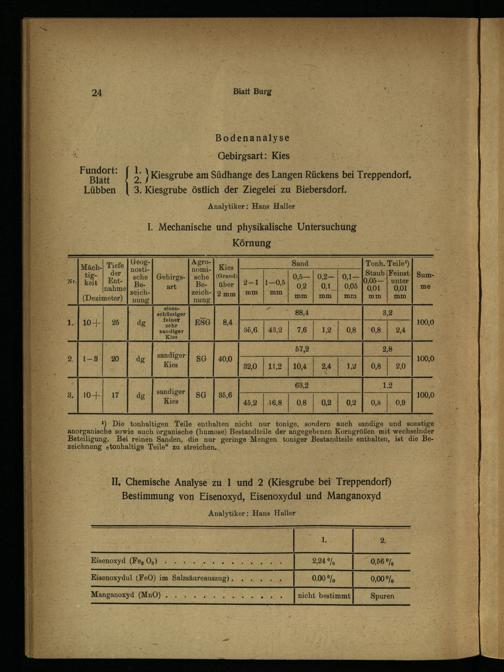 24
Blatt Burg
Bodenanalyse
Gebirgsart: Kies
Fundort: Blatt Lübben { 1. 2. } Kiesgrube am Südhange des Langen Rückens bei Treppendorf.
3. Kiesgrube östlich der Ziegelei zu Biebersdorf.
Analytiker: Hans Haller
I. Mechanische und physikalische Untersuchung
Körnung
Nr. Mächtigkeit Tiefe der Entnahme (Dezimeter) Geognostische Bezeichnung Gebirgsart Agronomische Bezeichnung Kies (Grand) über 2 mm Sand Tonh. Teile¹) Summe
2—1 mm 1—0,5 mm 0,5—0,2 mm 0,2—0,1 mm 0,1—0,05 mm Staub 0,05—0,01 mm Feinst. unter 0,01 mm
1. 10+ 25 dg eisenschüssiger feiner sehr sandiger Kies ESG 8,4 88,4 3,2 100,0
35,6 43,2 7,6 1,2 0,8 0,8 2,4
2. 1—3 20 dg sandiger Kies SG 40,0 57,2 2,8 100,0
32,0 11,2 10,4 2,4 1,2 0,8 2,0
3. 10+ 17 dg sandiger Kies SG 35,6 63,2 1.2 100,0
45,2 16,8 0,8 0,2 0,2 0,3 0,9
¹) Die tonhaltigen Teile enthalten nicht nur tonige, sondern auch sandige und sonstige
anorganische sowie auch organische (humose) Bestandteile der angegebenen Korngrößen mit wechselnder
Beteiligung. Bei reinen Sanden, die nur geringe Mengen toniger Bestandteile enthalten, ist die Be-
zeichnung „tonhaltige Teile" zu streichen.
II. Chemische Analyse zu 1 und 2 (Kiesgrube bei Treppendorf)
Bestimmung von Eisenoxyd, Eisenoxydul und Manganoxyd
Analytiker: Hans Haller
1. 2.
Eisenoxyd (Fe₂O₃) . . . . . . . . . . . . . 2,24 % 0,56 %
Eisenoxydul (FeO) im Salzsäureauszug) . . . . . . 0.00 % 0,00 %
Manganoxyd (MnO) . . . . . . . . . . . . . nicht bestimmt Spuren